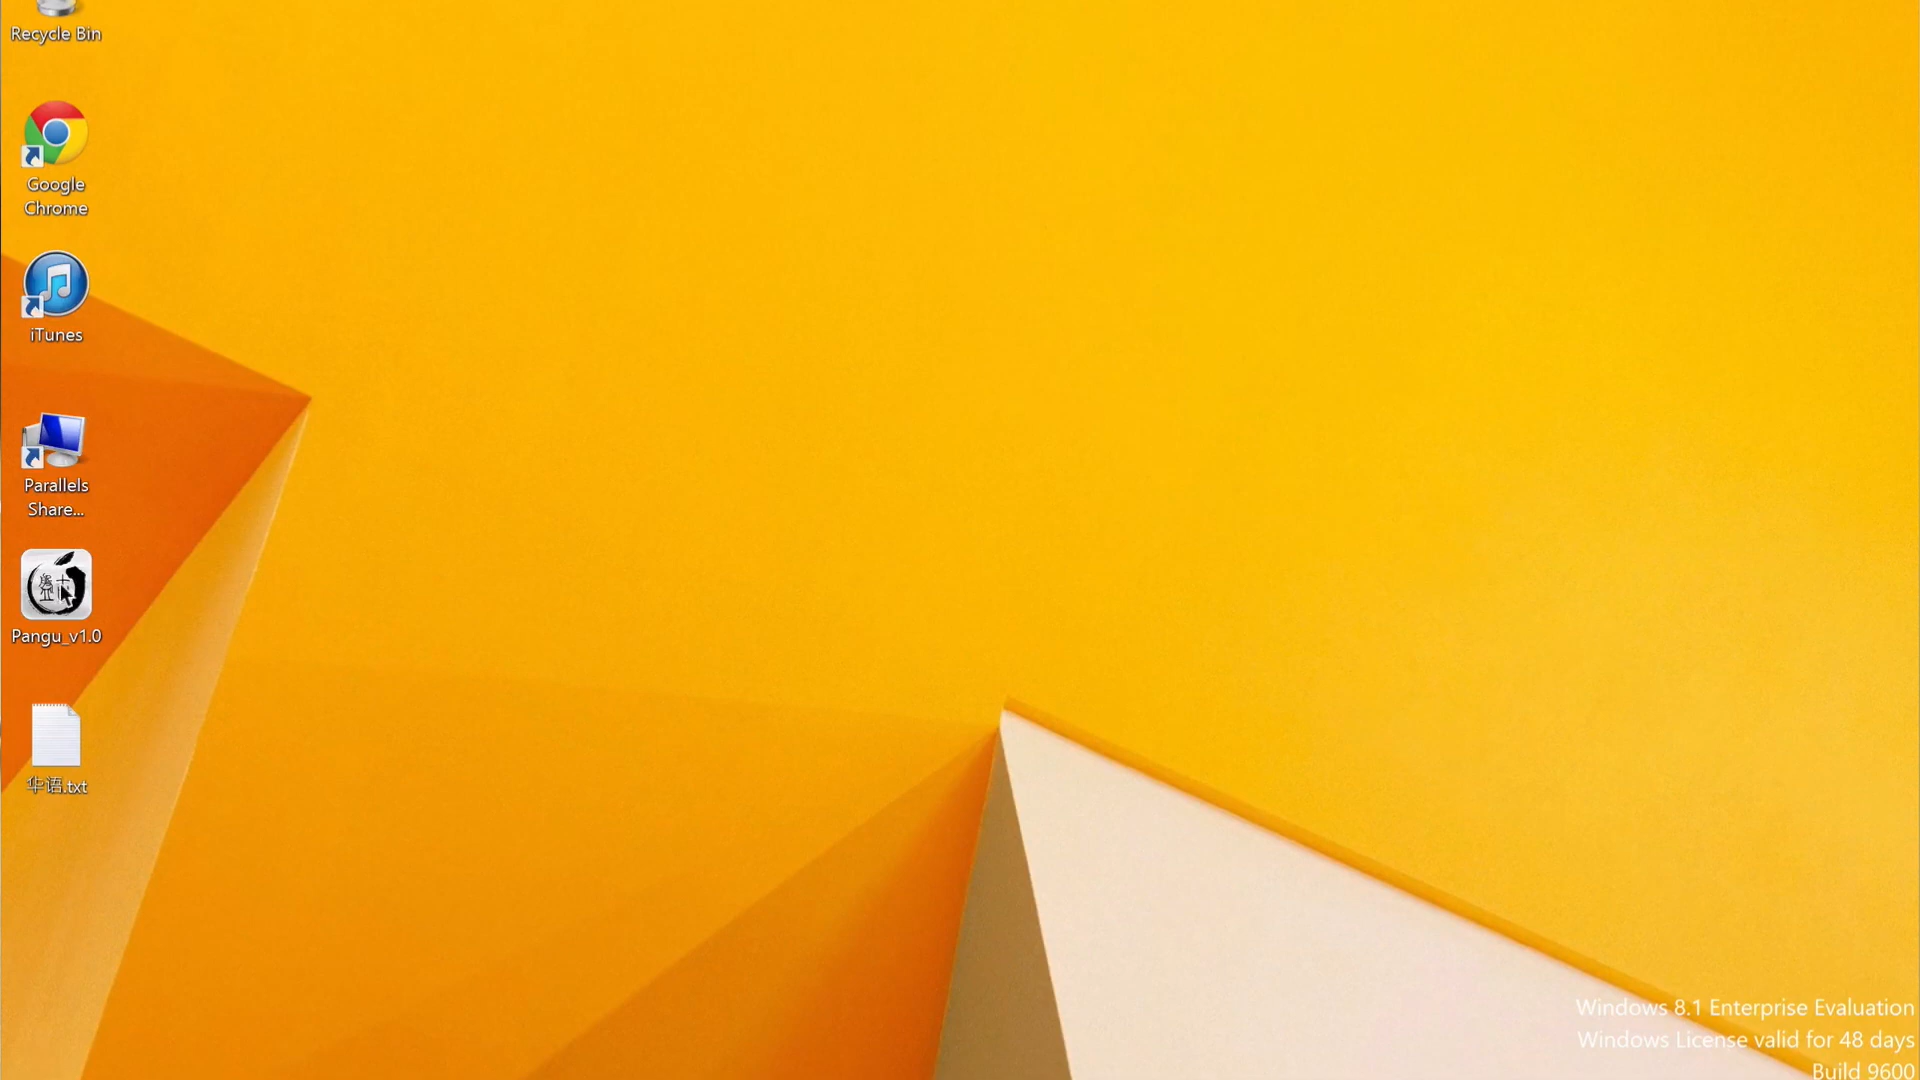 Recycle Bin
Google
Chrome
iTunes
Parallels
Share...
Pangu_v1.0
华语.txt
Windows 8.1 Enterprise Evaluation
Windows License valid for 48 days
Build 9600